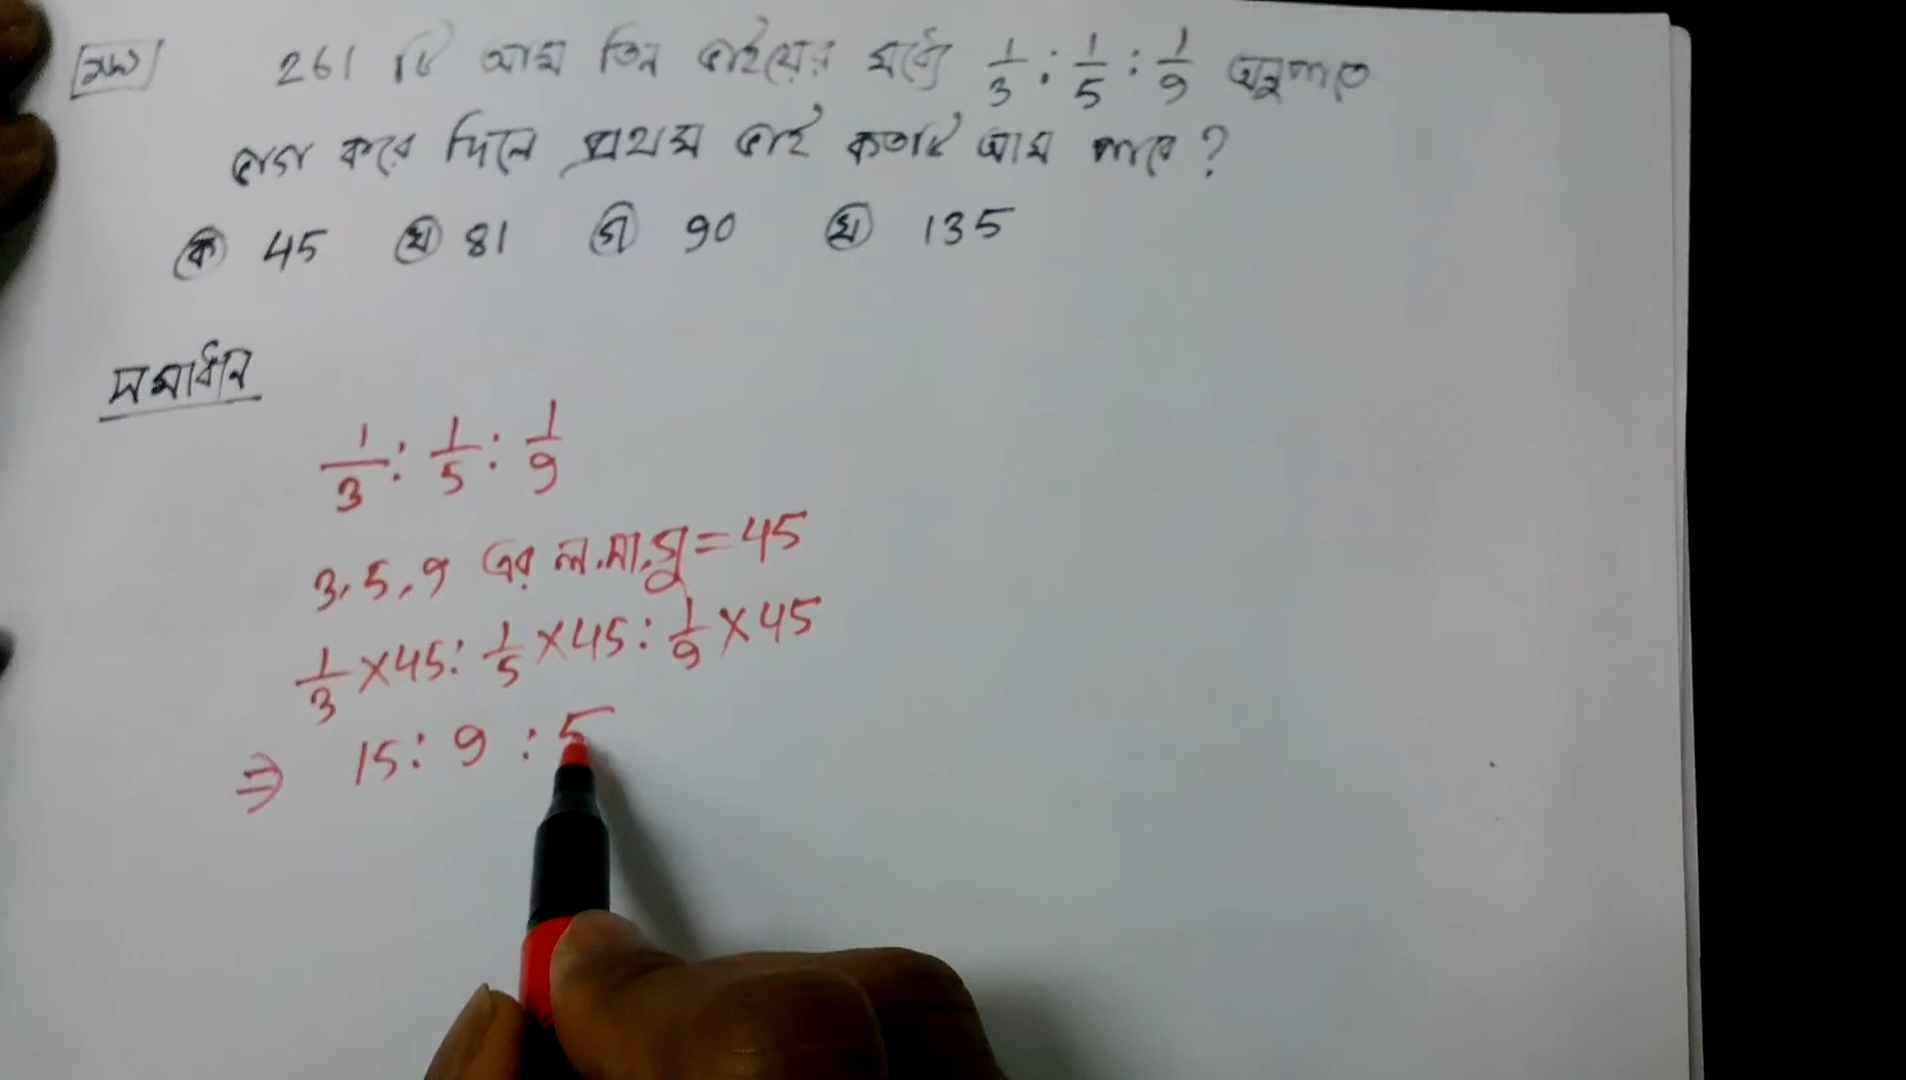 261 টি আম তিন ভাইয়ের মধ্যে 1/3 : 1/5 : 1/9 অনুপাতে
ভাগ করে দিলে প্রথম ভাই কতটি আম পাবে ?
ক 45 খ 81 গ 90 ঘ 135
সমাধান
1/3 : 1/5 : 1/9
3, 5, 9 এর ল.সা.গু = 45
1/3 × 45 : 1/5 × 45 : 1/9 × 45
⇒ 15 : 9 : 5